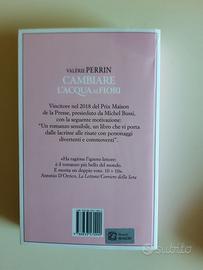 VALÉRIE PERRIN
CAMBIARE
L'ACQUA AI FIORI
Vincitore nel 2018 del Prix Maison
de la Presse, presieduto da Michel Bussi,
con la seguente motivazione:
"Un romanzo sensibile, un libro che vi porta
dalle lacrime alle risate con personaggi
divertenti e commoventi".
«Ha ragione l'ignoto lettore:
è il romanzo più bello del mondo.
E merita un doppio voto. 10 + 10».
Antonio D'Orrico, La Lettura/Corriere della Sera
subito